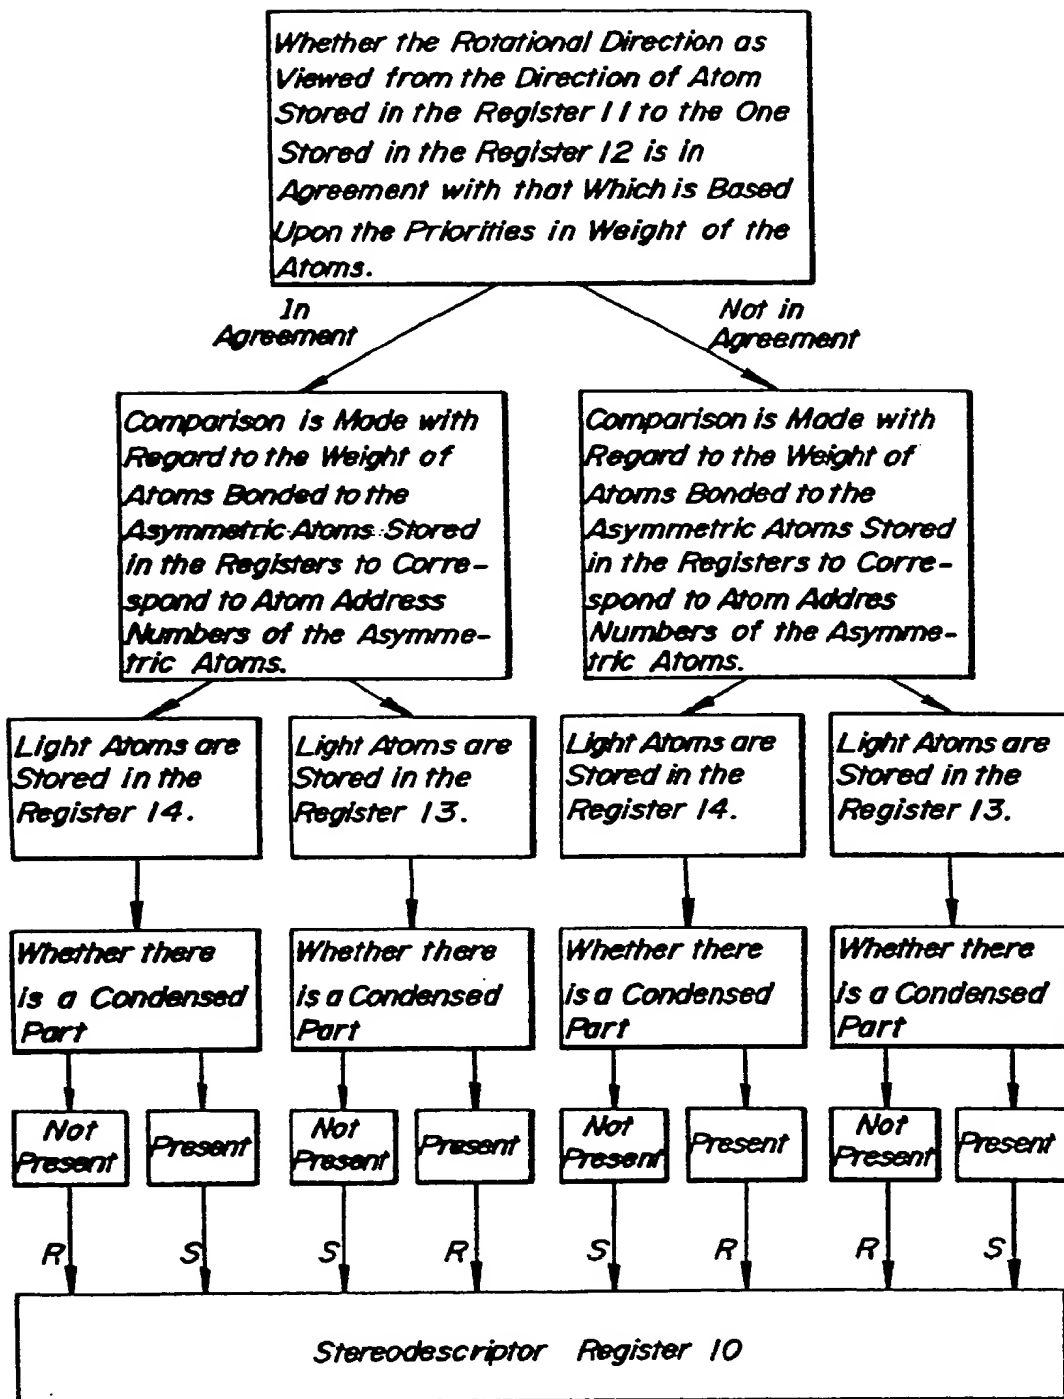 Whether the Rotational Direction as
Viewed from the Direction of Atom
Stored in the Register 11 to the One
Stored in the Register 12 is in
Agreement with that Which is Based
Upon the Priorities in Weight of the
Atoms.
In
Agreement
Not in
Agreement
Comparison is Made with
Regard to the Weight of
Atoms Bonded to the
Asymmetric Atoms Stored
in the Registers to Corre-
spond to Atom Address
Numbers of the Asymme-
tric Atoms.
Comparison is Made with
Regard to the Weight of
Atoms Bonded to the
Asymmetric Atoms Stored
in the Registers to Corre-
spond to Atom Addres
Numbers of the Asymme-
tric Atoms.
Light Atoms are
Stored in the
Register 14.
Light Atoms are
Stored in the
Register 13.
Light Atoms are
Stored in the
Register 14.
Light Atoms are
Stored in the
Register 13.
Whether there
is a Condensed
Part
Whether there
is a Condensed
Part
Whether there
is a Condensed
Part
Whether there
is a Condensed
Part
Not
Present
Present
Not
Present
Present
Not
Present
Present
Not
Present
Present
R
S
S
R
S
R
R
S
Stereodescriptor Register 10